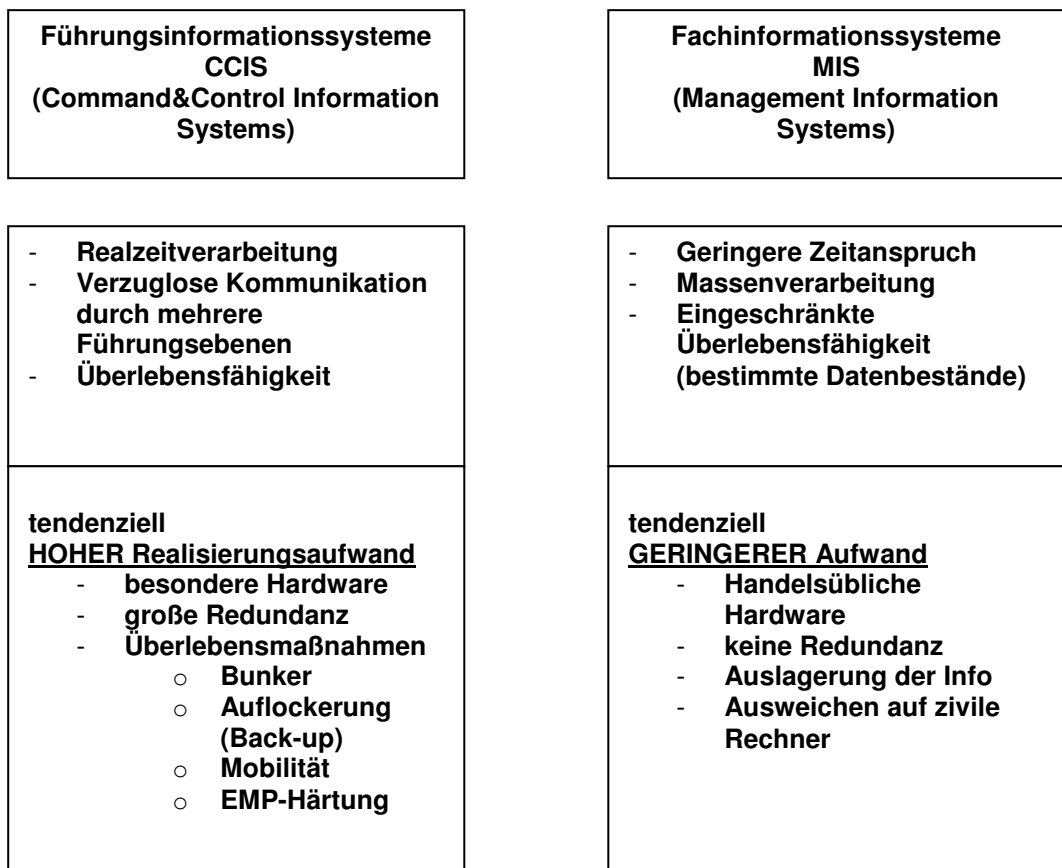 Führungsinformationssysteme
CCIS
(Command&Control Information
Systems)
- Realzeitverarbeitung
- Verzuglose Kommunikation
durch mehrere
Führungsebenen
- Überlebensfähigkeit
tendenziell
HOHER Realisierungsaufwand
- besondere Hardware
- große Redundanz
- Überlebensmaßnahmen
o Bunker
o Auflockerung
(Back-up)
o Mobilität
o EMP-Härtung
Fachinformationssysteme
MIS
(Management Information
Systems)
- Geringere Zeitanspruch
- Massenverarbeitung
- Eingeschränkte
Überlebensfähigkeit
(bestimmte Datenbestände)
tendenziell
GERINGERER Aufwand
- Handelsübliche
Hardware
- keine Redundanz
- Auslagerung der Info
- Ausweichen auf zivile
Rechner